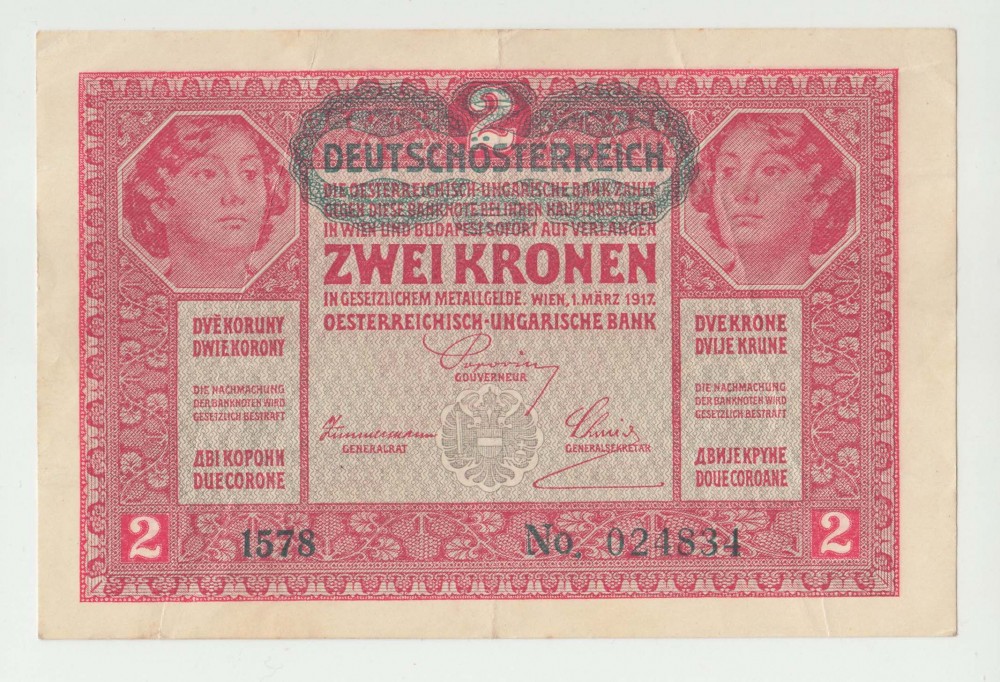 2
DEUTSCHÖSTERREICH
DIE OESTERREICHISCH-UNGARISCHE BANK ZAHLT
GEGEN DIESE BANKNOTE BEI IHREN HAUPTANSTALTEN
IN WIEN UND BUDAPEST SOFORT AUF VERLANGEN
ZWEI KRONEN
IN GESETZLICHEM METALLGELDE. WIEN, 1. MÄRZ 1917.
OESTERREICHISCH-UNGARISCHE BANK
GOUVERNEUR
Zimmermann
GENERALRAT
GENERALSEKRETÄR
DVĚ KORUNY
DWIE KORONY
DIE NACHMACHUNG
DER BANKNOTEN WIRD
GESETZLICH BESTRAFT
ДВІ КОРОНИ
DUE CORONE
DVE KRONE
DVIJE KRUNE
DIE NACHMACHUNG
DER BANKNOTEN WIRD
GESETZLICH BESTRAFT
ДВИЈЕ КРУНЕ
DOUE COROANE
2
1578
No. 024834
2